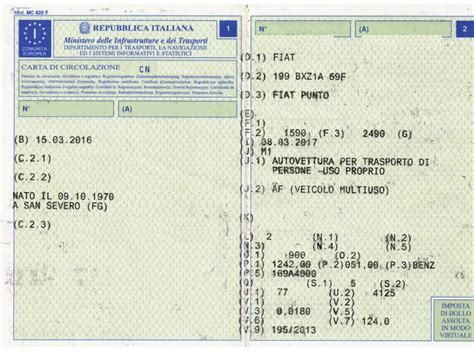 Mod. MC 820 F
REPUBBLICA ITALIANA
1
Ministero delle Infrastrutture e dei Trasporti
DIPARTIMENTO PER I TRASPORTI, LA NAVIGAZIONE
ED I SISTEMI INFORMATIVI E STATISTICI
I
COMUNITÀ
EUROPEA
CARTA DI CIRCOLAZIONE CN
N°
(A)
(B) 15.03.2016
(C.2.1)
(C.2.2)
NATO IL 09.10.1970
A SAN SEVERO (FG)
(C.2.3)
N°
(A)
2
(D.1) FIAT
(D.2) 199 BXZ1A 69F
(D.3) FIAT PUNTO
(E)
(F.1)
(F.2) 1590 (F.3) 2490 (G)
(I) 08.03.2017
(J) M1
(J.1) AUTOVETTURA PER TRASPORTO DI
PERSONE -USO PROPRIO
(J.2) AF (VEICOLO MULTIUSO)
(K)
(L) 2 (N.1) (N.2)
(N.3) (N.4) (N.5)
(O.1) 900 (O.2)
(P.1) 1242,00 (P.2)051,00 (P.3)BENZ
(P.5) 169A4000
(Q) (S.1) 5 (S.2)
(U.1) 77 (U.2) 4125
(V.1) (V.2)
(V.3) 0,0180 (V.5)
(V.7) 124,0
(V.9) 195/2013
IMPOSTA
DI BOLLO
ASSOLTA
IN MODO
VIRTUALE